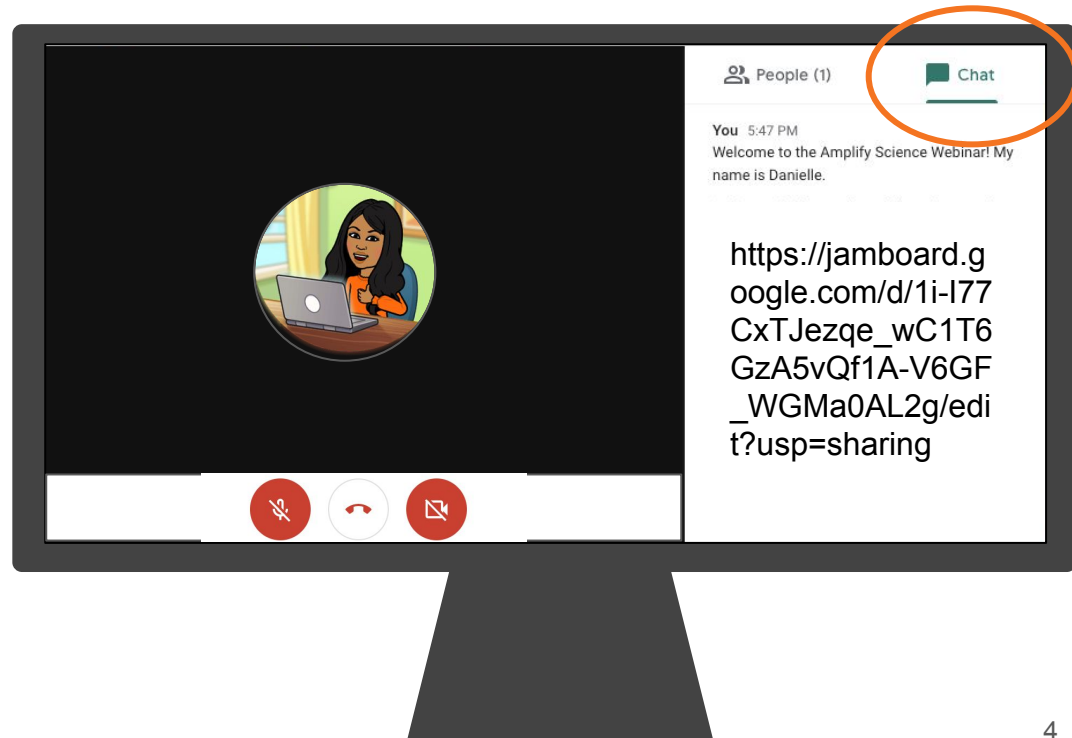 People (1)
Chat
You 5:47 PM
Welcome to the Amplify Science Webinar! My
name is Danielle.
https://jamboard.g
oogle.com/d/1i-I77
CxTJezqe_wC1T6
GzA5vQf1A-V6GF
_WGMa0AL2g/edi
t?usp=sharing
4